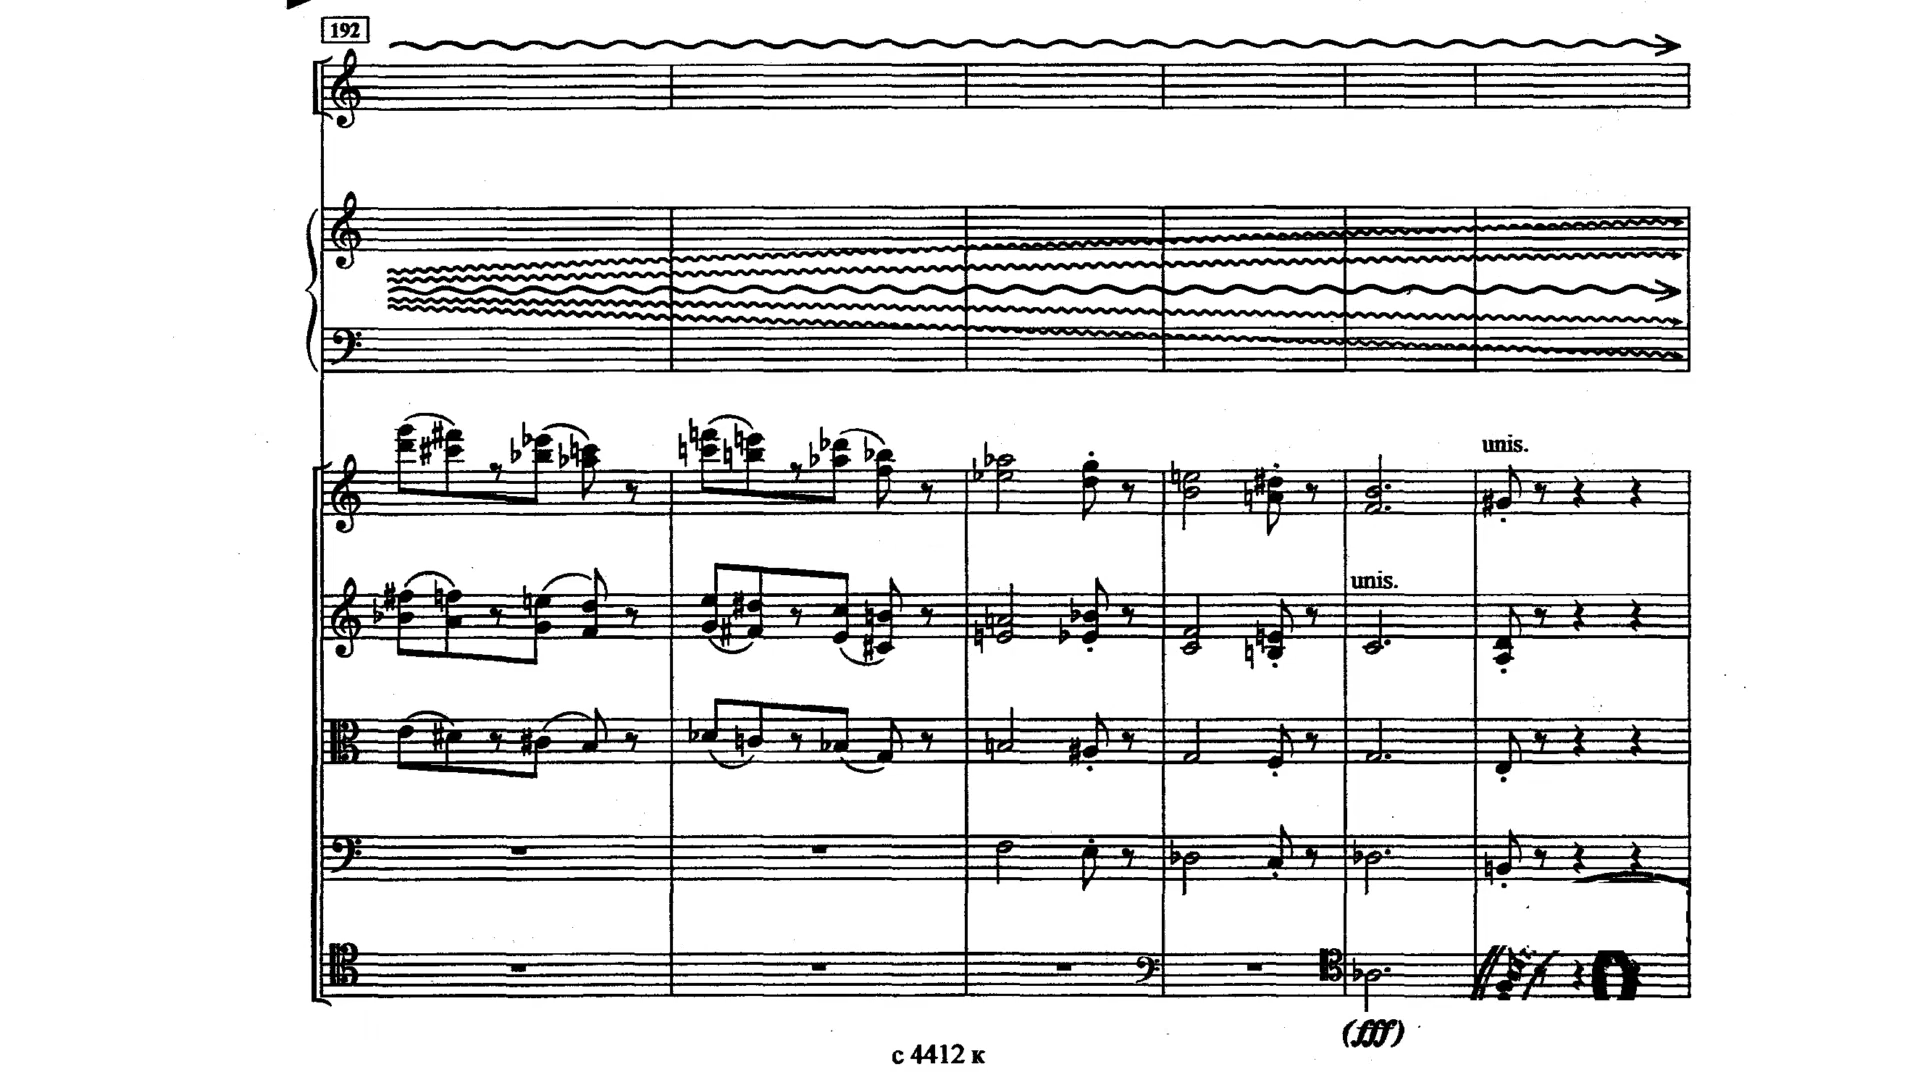 192
unis.
unis.
(fff)
с 4412 к